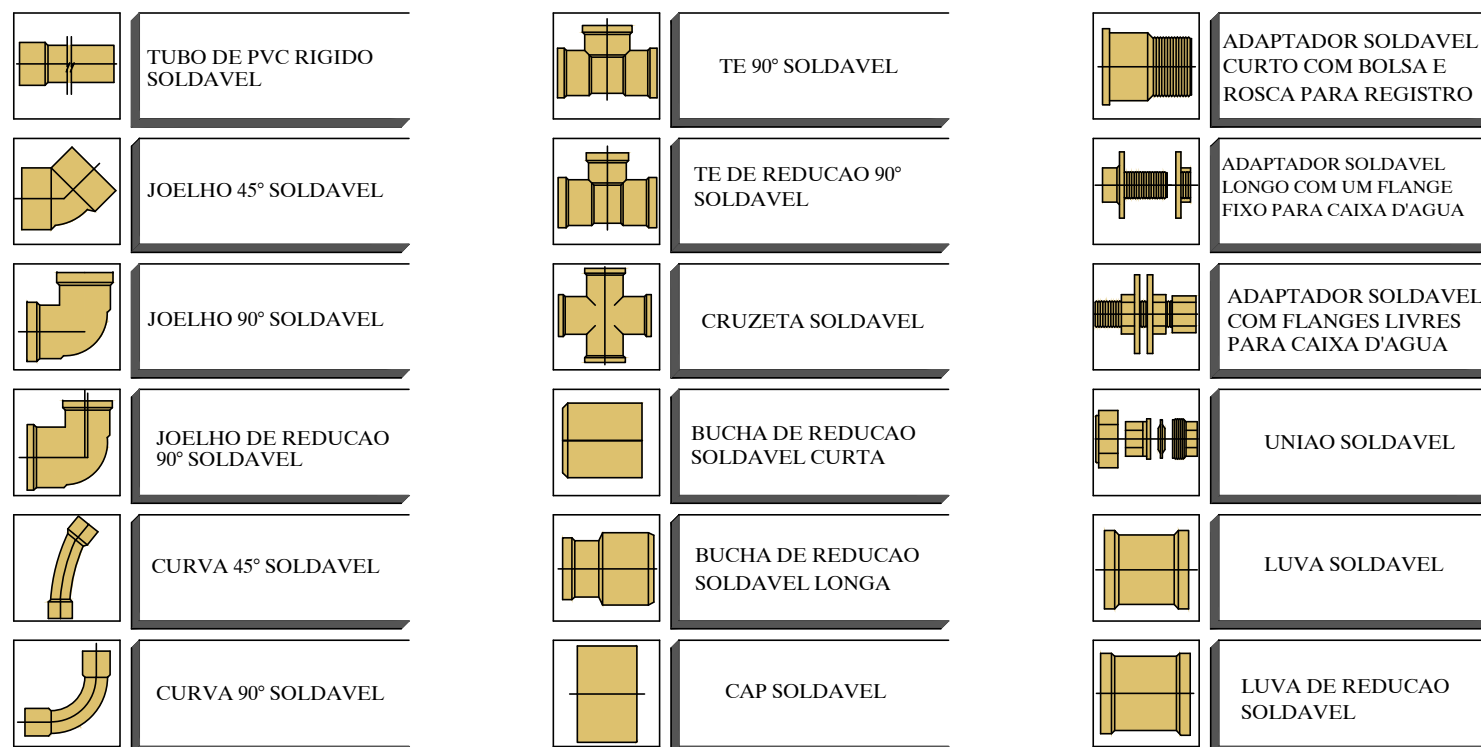 TUBO DE PVC RIGIDO
SOLDAVEL
JOELHO 45° SOLDAVEL
JOELHO 90° SOLDAVEL
JOELHO DE REDUCAO
90° SOLDAVEL
CURVA 45° SOLDAVEL
CURVA 90° SOLDAVEL
TE 90° SOLDAVEL
TE DE REDUCAO 90°
SOLDAVEL
CRUZETA SOLDAVEL
BUCHA DE REDUCAO
SOLDAVEL CURTA
BUCHA DE REDUCAO
SOLDAVEL LONGA
CAP SOLDAVEL
ADAPTADOR SOLDAVEL
CURTO COM BOLSA E
ROSCA PARA REGISTRO
ADAPTADOR SOLDAVEL
LONGO COM UM FLANGE
FIXO PARA CAIXA D'AGUA
ADAPTADOR SOLDAVEL
COM FLANGES LIVRES
PARA CAIXA D'AGUA
UNIAO SOLDAVEL
LUVA SOLDAVEL
LUVA DE REDUCAO
SOLDAVEL